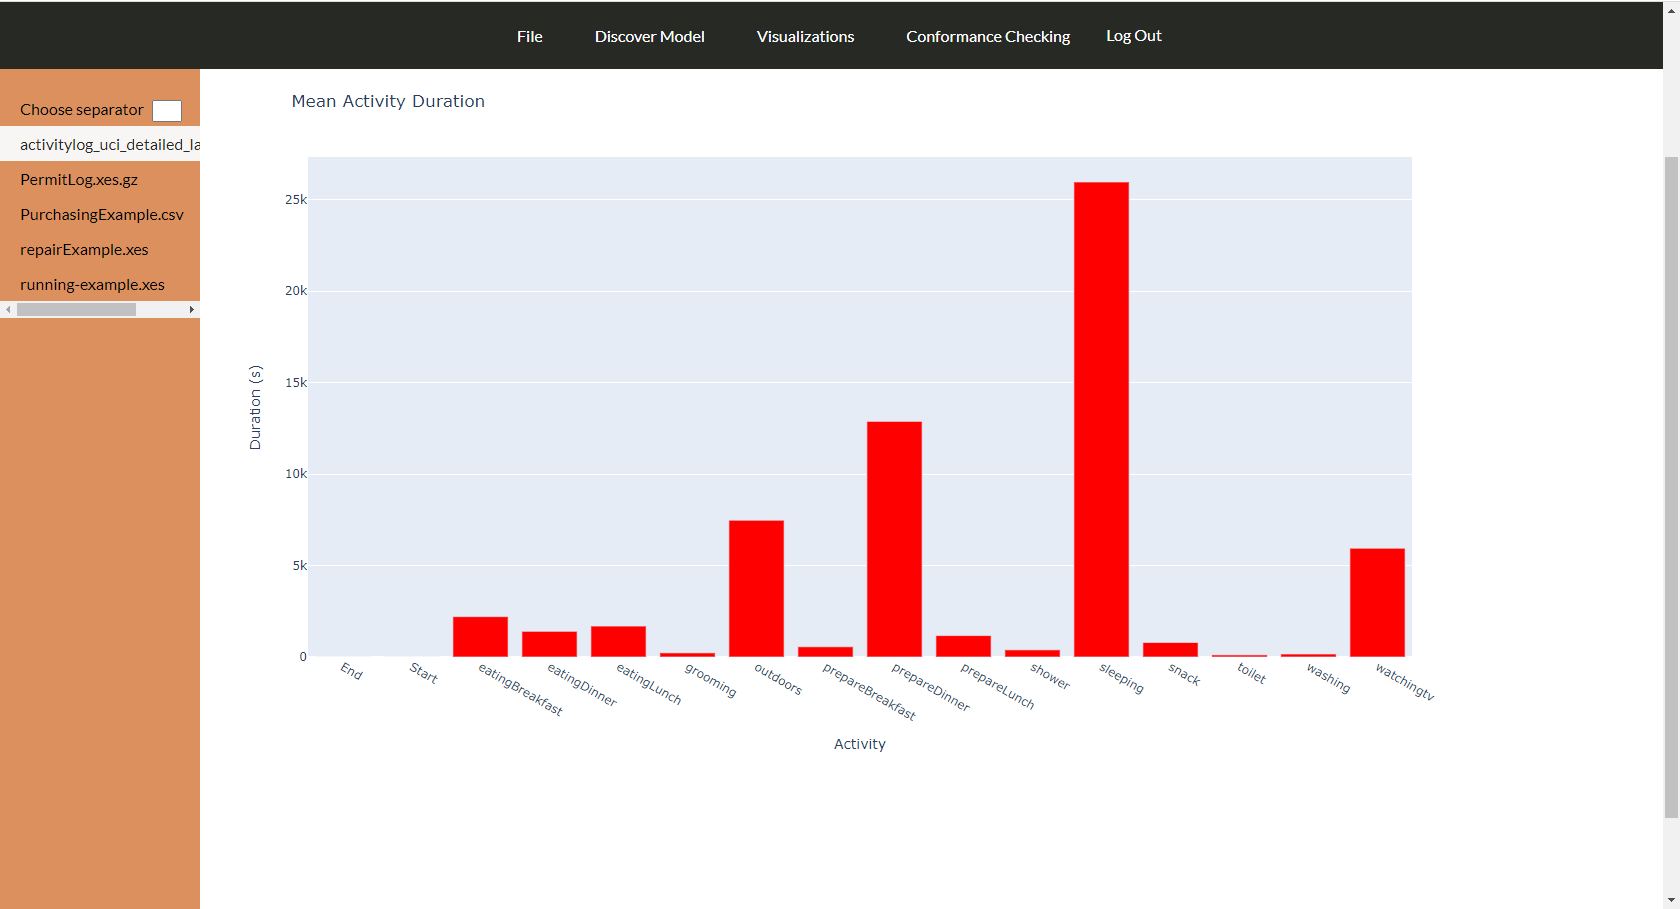 File Discover Model Visualizations Conformance Checking Log Out
Choose separator
activitylog_uci_detailed_la
PermitLog.xes.gz
PurchasingExample.csv
repairExample.xes
running-example.xes
Mean Activity Duration
25k
20k
15k
10k
5k
0
Duration (s)
End
Start
eatingBreakfast
eatingDinner
eatingLunch
grooming
outdoors
prepareBreakfast
prepareDinner
prepareLunch
shower
sleeping
snack
toilet
washing
watchingtv
Activity